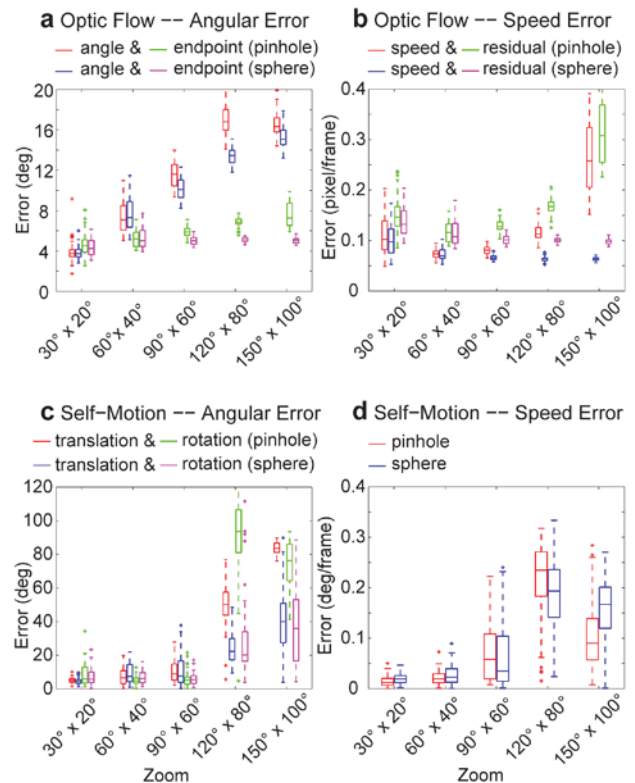 a Optic Flow -- Angular Error
angle & endpoint (pinhole)
angle & endpoint (sphere)
20
16
12
8
4
0
Error (deg)
30° x 20°
60° x 40°
90° x 60°
120° x 80°
150° x 100°
b Optic Flow -- Speed Error
speed & residual (pinhole)
speed & residual (sphere)
0.4
0.3
0.2
0.1
0
Error (pixel/frame)
30° x 20°
60° x 40°
90° x 60°
120° x 80°
150° x 100°
c Self-Motion -- Angular Error
translation & rotation (pinhole)
translation & rotation (sphere)
120
100
80
60
40
20
0
Error (deg)
30° x 20°
60° x 40°
90° x 60°
120° x 80°
150° x 100°
Zoom
d Self-Motion -- Speed Error
pinhole
sphere
0.4
0.3
0.2
0.1
0
Error (deg/frame)
30° x 20°
60° x 40°
90° x 60°
120° x 80°
150° x 100°
Zoom